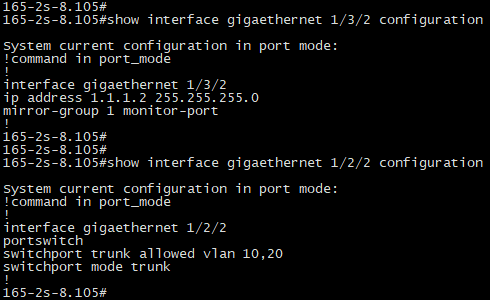 165-2s-8.105#
165-2s-8.105#show interface gigaethernet 1/3/2 configuration
System current configuration in port mode:
!command in port_mode
!
interface gigaethernet 1/3/2
ip address 1.1.1.2 255.255.255.0
mirror-group 1 monitor-port
!
165-2s-8.105#
165-2s-8.105#
165-2s-8.105#show interface gigaethernet 1/2/2 configuration
System current configuration in port mode:
!command in port_mode
!
interface gigaethernet 1/2/2
portswitch
switchport trunk allowed vlan 10,20
switchport mode trunk
!
165-2s-8.105#